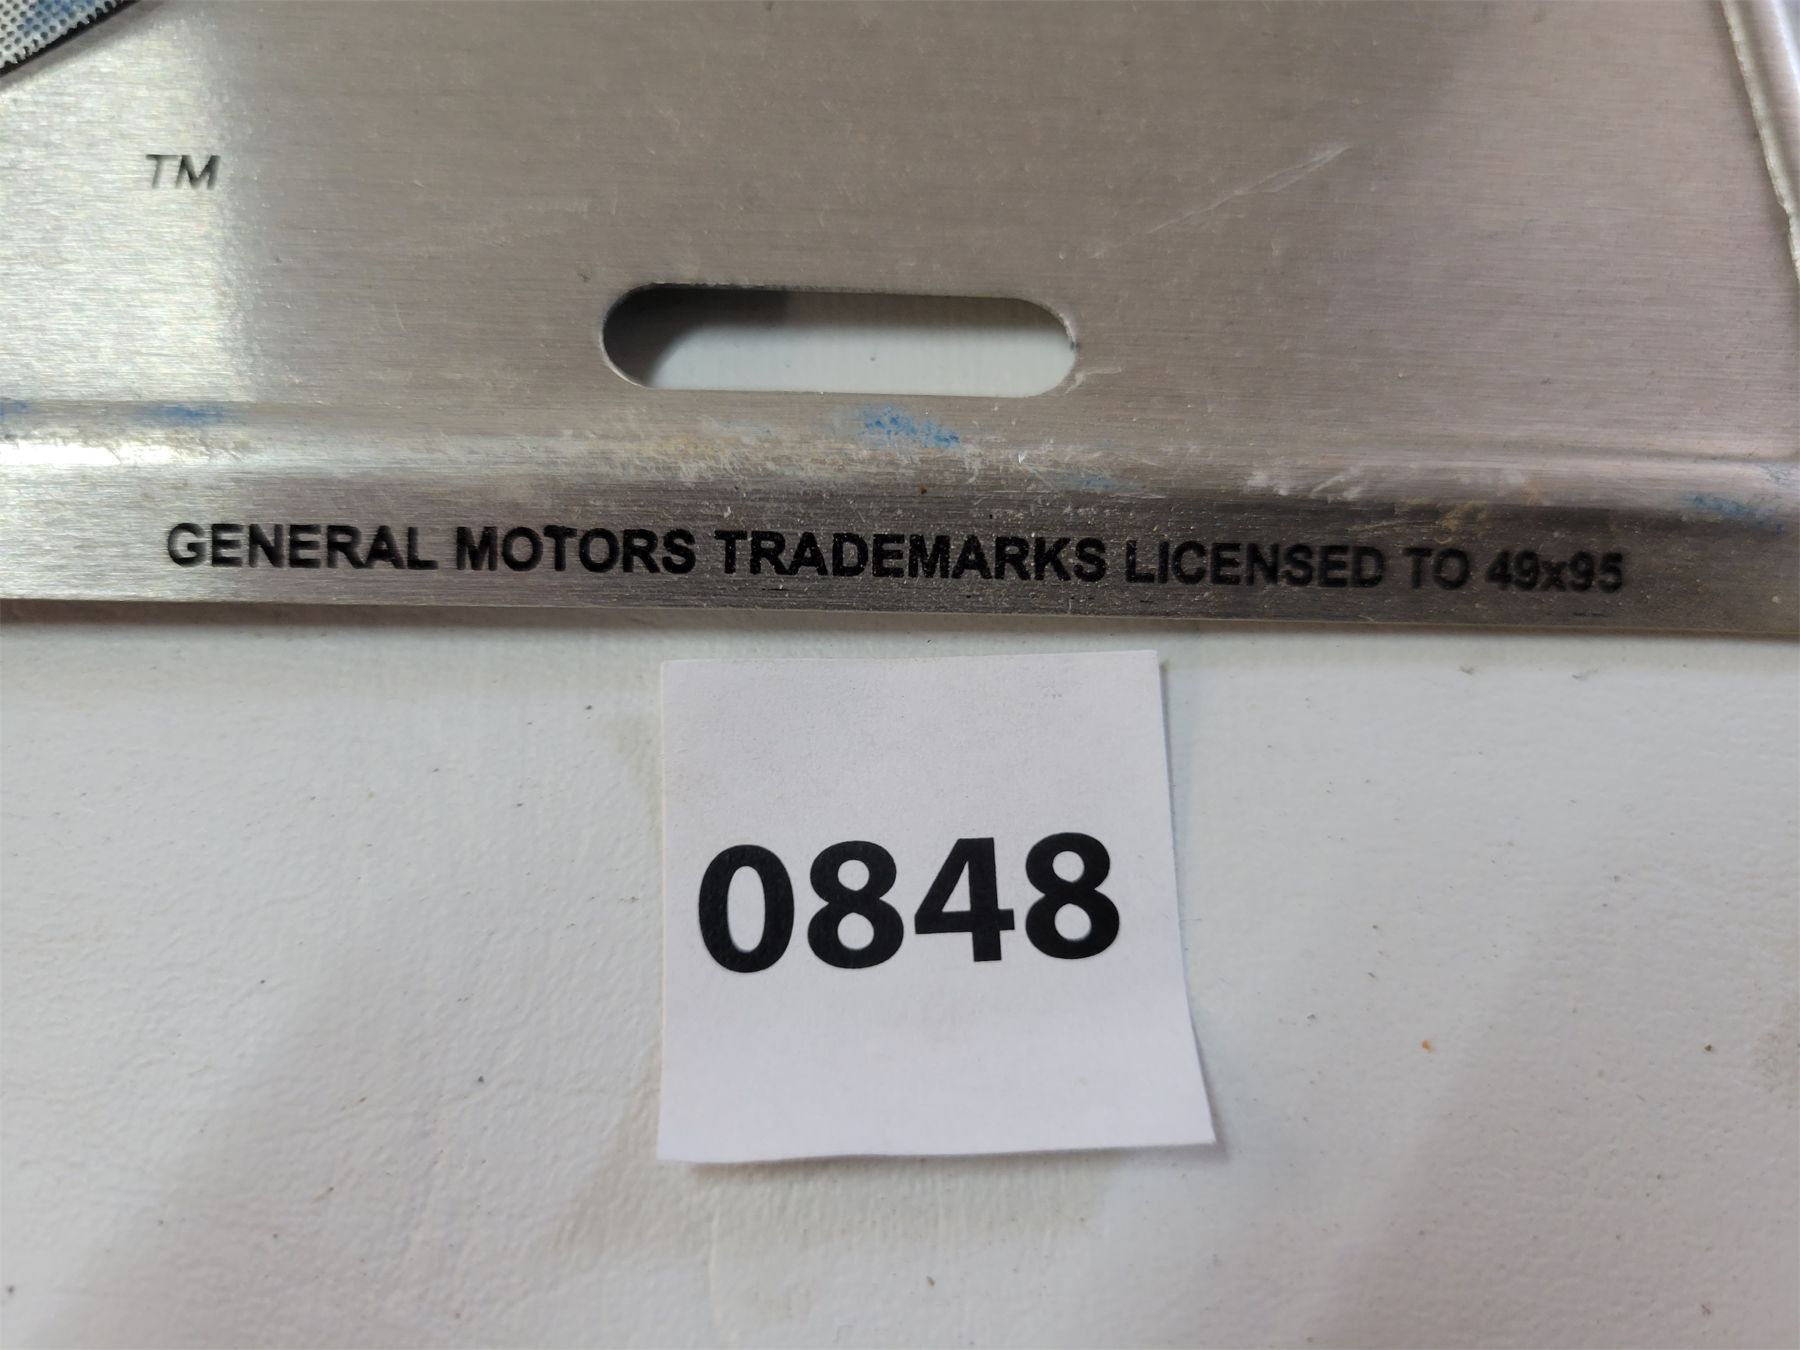 TM
GENERAL MOTORS TRADEMARKS LICENSED TO 49x95
0848